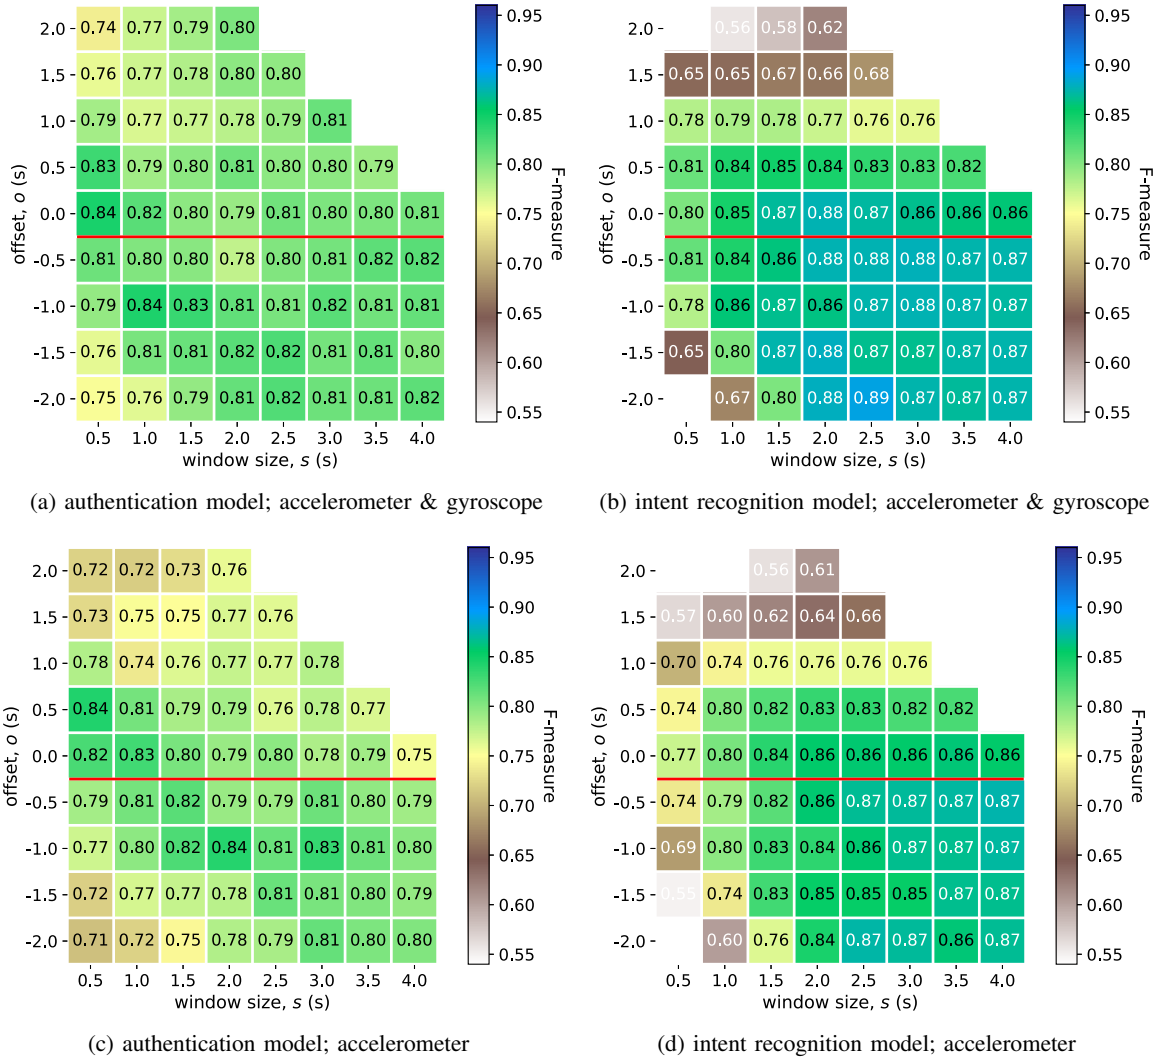 2.0 0.74 0.77 0.79 0.80
1.5 0.76 0.77 0.78 0.80 0.80
1.0 0.79 0.77 0.77 0.78 0.79 0.81
0.5 0.83 0.79 0.80 0.81 0.80 0.80 0.79
0.0 0.84 0.82 0.80 0.79 0.81 0.80 0.80 0.81
-0.5 0.81 0.80 0.80 0.78 0.80 0.81 0.82 0.82
-1.0 0.79 0.84 0.83 0.81 0.81 0.82 0.81 0.81
-1.5 0.76 0.81 0.81 0.82 0.82 0.81 0.81 0.80
-2.0 0.75 0.76 0.79 0.81 0.82 0.81 0.81 0.82
0.5 1.0 1.5 2.0 2.5 3.0 3.5 4.0
window size, s (s)
offset, o (s)
0.95
0.90
0.85
0.80
0.75
0.70
0.65
0.60
0.55
F-measure
(a) authentication model; accelerometer & gyroscope
2.0 0.56 0.58 0.62
1.5 0.65 0.65 0.67 0.66 0.68
1.0 0.78 0.79 0.78 0.77 0.76 0.76
0.5 0.81 0.84 0.85 0.84 0.83 0.83 0.82
0.0 0.80 0.85 0.87 0.88 0.87 0.86 0.86 0.86
-0.5 0.81 0.84 0.86 0.88 0.88 0.88 0.87 0.87
-1.0 0.78 0.86 0.87 0.86 0.87 0.88 0.87 0.87
-1.5 0.65 0.80 0.87 0.88 0.87 0.87 0.87 0.87
-2.0 0.67 0.80 0.88 0.89 0.87 0.87 0.87
0.5 1.0 1.5 2.0 2.5 3.0 3.5 4.0
window size, s (s)
offset, o (s)
0.95
0.90
0.85
0.80
0.75
0.70
0.65
0.60
0.55
F-measure
(b) intent recognition model; accelerometer & gyroscope
2.0 0.72 0.72 0.73 0.76
1.5 0.73 0.75 0.75 0.77 0.76
1.0 0.78 0.74 0.76 0.77 0.77 0.78
0.5 0.84 0.81 0.79 0.79 0.76 0.78 0.77
0.0 0.82 0.83 0.80 0.79 0.80 0.78 0.79 0.75
-0.5 0.79 0.81 0.82 0.79 0.79 0.81 0.80 0.79
-1.0 0.77 0.80 0.82 0.84 0.81 0.83 0.81 0.80
-1.5 0.72 0.77 0.77 0.78 0.81 0.81 0.80 0.79
-2.0 0.71 0.72 0.75 0.78 0.79 0.81 0.80 0.80
0.5 1.0 1.5 2.0 2.5 3.0 3.5 4.0
window size, s (s)
offset, o (s)
0.95
0.90
0.85
0.80
0.75
0.70
0.65
0.60
0.55
F-measure
(c) authentication model; accelerometer
2.0 0.56 0.61
1.5 0.57 0.60 0.62 0.64 0.66
1.0 0.70 0.74 0.76 0.76 0.76 0.76
0.5 0.74 0.80 0.82 0.83 0.83 0.82 0.82
0.0 0.77 0.80 0.84 0.86 0.86 0.86 0.86 0.86
-0.5 0.74 0.79 0.82 0.86 0.87 0.87 0.87 0.87
-1.0 0.69 0.80 0.83 0.84 0.86 0.87 0.87 0.87
-1.5 0.55 0.74 0.83 0.85 0.85 0.85 0.87 0.87
-2.0 0.60 0.76 0.84 0.87 0.87 0.86 0.87
0.5 1.0 1.5 2.0 2.5 3.0 3.5 4.0
window size, s (s)
offset, o (s)
0.95
0.90
0.85
0.80
0.75
0.70
0.65
0.60
0.55
F-measure
(d) intent recognition model; accelerometer